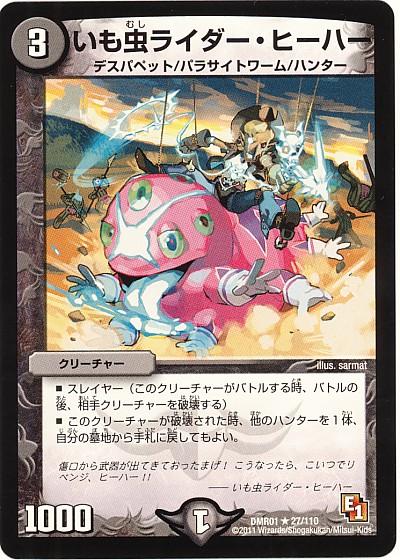 3
いも虫ライダー・ヒーハー
むし
デスパペット/パラサイトワーム/ハンター
クリーチャー
illus. sarmat
■ スレイヤー（このクリーチャーがバトルする時、バトルの
後、相手クリーチャーを破壊する）
■ このクリーチャーが破壊された時、他のハンターを1体、
自分の墓地から手札に戻してもよい。
傷口から武器が出てきておったまげ! こうなったら、こいつでリ
ベンジ、ヒーハー!!
――いも虫ライダー・ヒーハー
1000
E1
DMR01 ★ 27/110
©2011 Wizards/Shogakukan/Mitsui-Kids